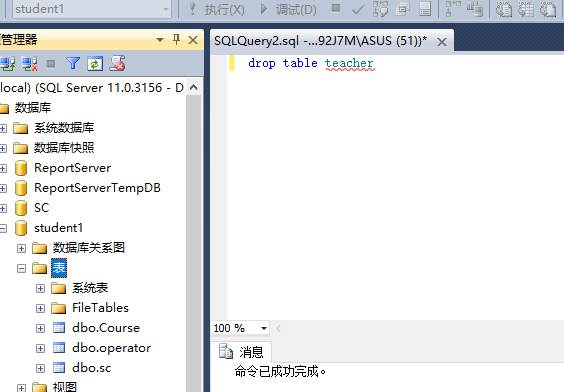 student1
执行(X)
调试(D)
管理器
SQLQuery2.sql -...92J7M\ASUS (51))*
drop table teacher
local) (SQL Server 11.0.3156 - D
数据库
系统数据库
数据库快照
ReportServer
ReportServerTempDB
SC
student1
数据库关系图
表
系统表
FileTables
dbo.Course
dbo.operator
dbo.sc
视图
100 %
消息
命令已成功完成。